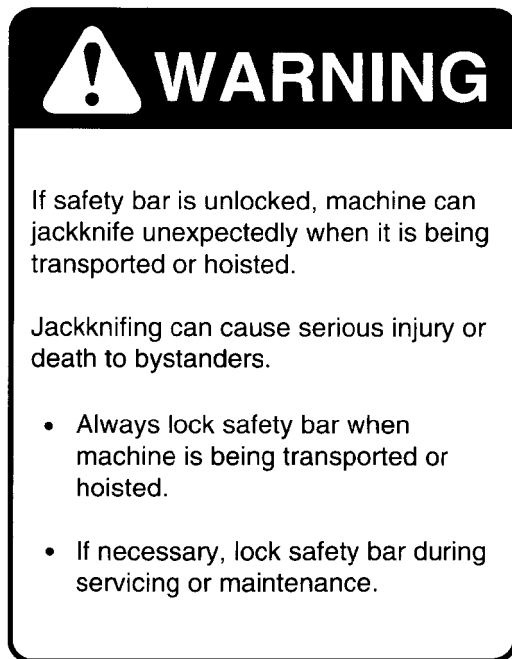 WARNING
If safety bar is unlocked, machine can
jackknife unexpectedly when it is being
transported or hoisted.
Jackknifing can cause serious injury or
death to bystanders.
• Always lock safety bar when
machine is being transported or
hoisted.
• If necessary, lock safety bar during
servicing or maintenance.